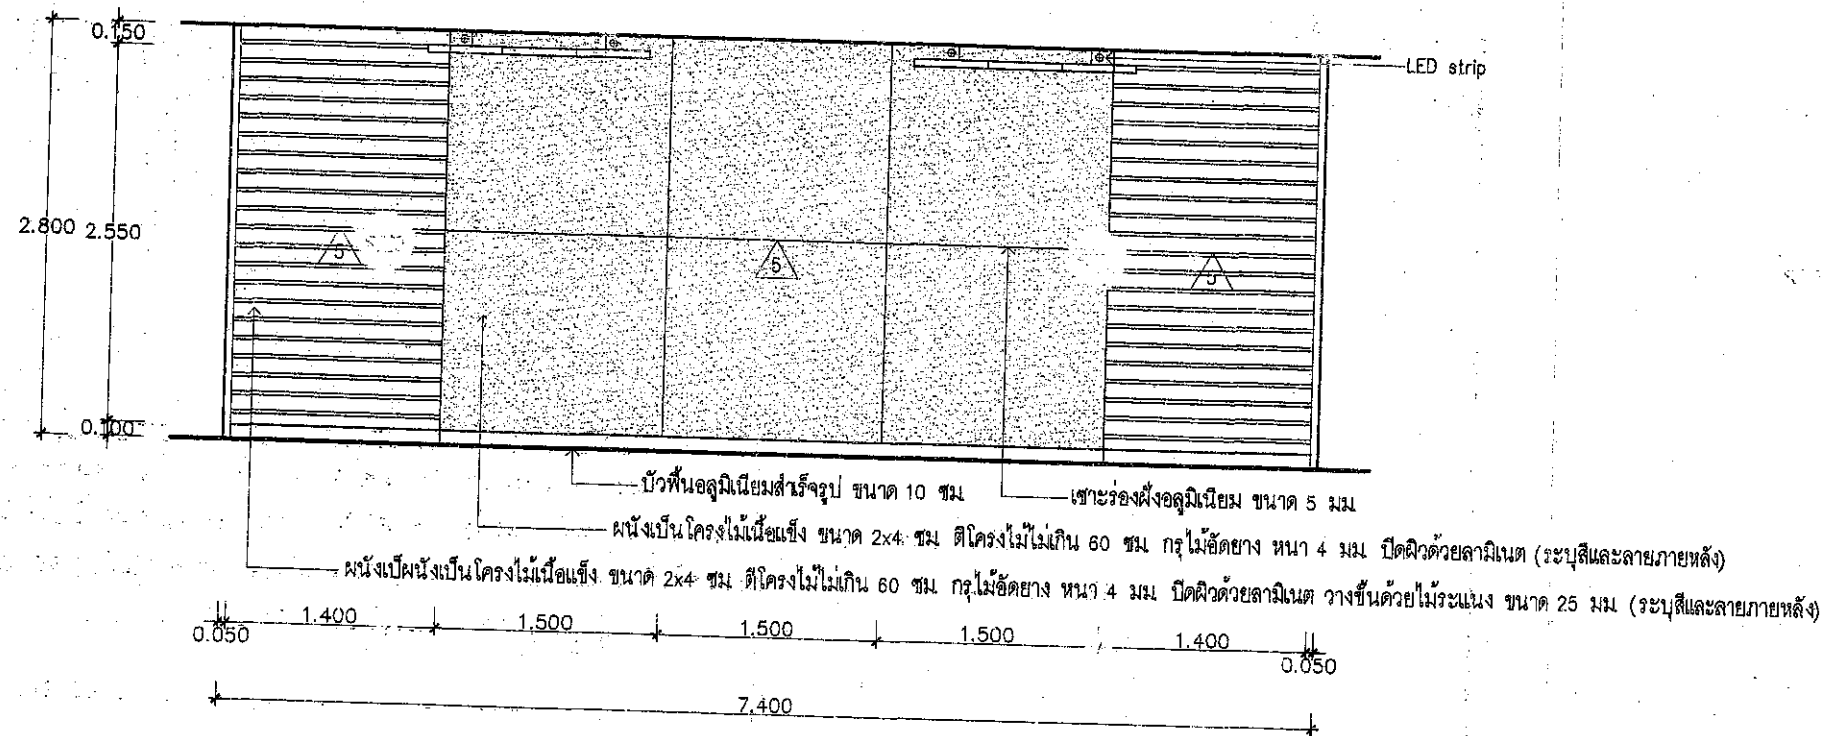 0.150
LED strip
2.800 2.550
5 5 5
0.100
บัวพื้นอลูมิเนียมสำเร็จรูป ขนาด 10 ซม
เซาะร่องฝังอลูมิเนียม ขนาด 5 มม
ผนังเป็นโครงไม้เนื้อแข็ง ขนาด 2x4 ซม ตีโครงไม้ไม่เกิน 60 ซม กรุไม้อัดยาง หนา 4 มม ปิดผิวด้วยลามิเนต (ระบุสีและลายภายหลัง)
ผนังเป็ผนังเป็นโครงไม้เนื้อแข็ง ขนาด 2x4 ซม ตีโครงไม้ไม่เกิน 60 ซม กรุไม้อัดยาง หนา 4 มม ปิดผิวด้วยลามิเนต วางขึ้นด้วยไม้ระแนง ขนาด 25 มม (ระบุสีและลายภายหลัง)
0.050 1.400 1.500 1.500 1.500 1.400 0.050
7.400